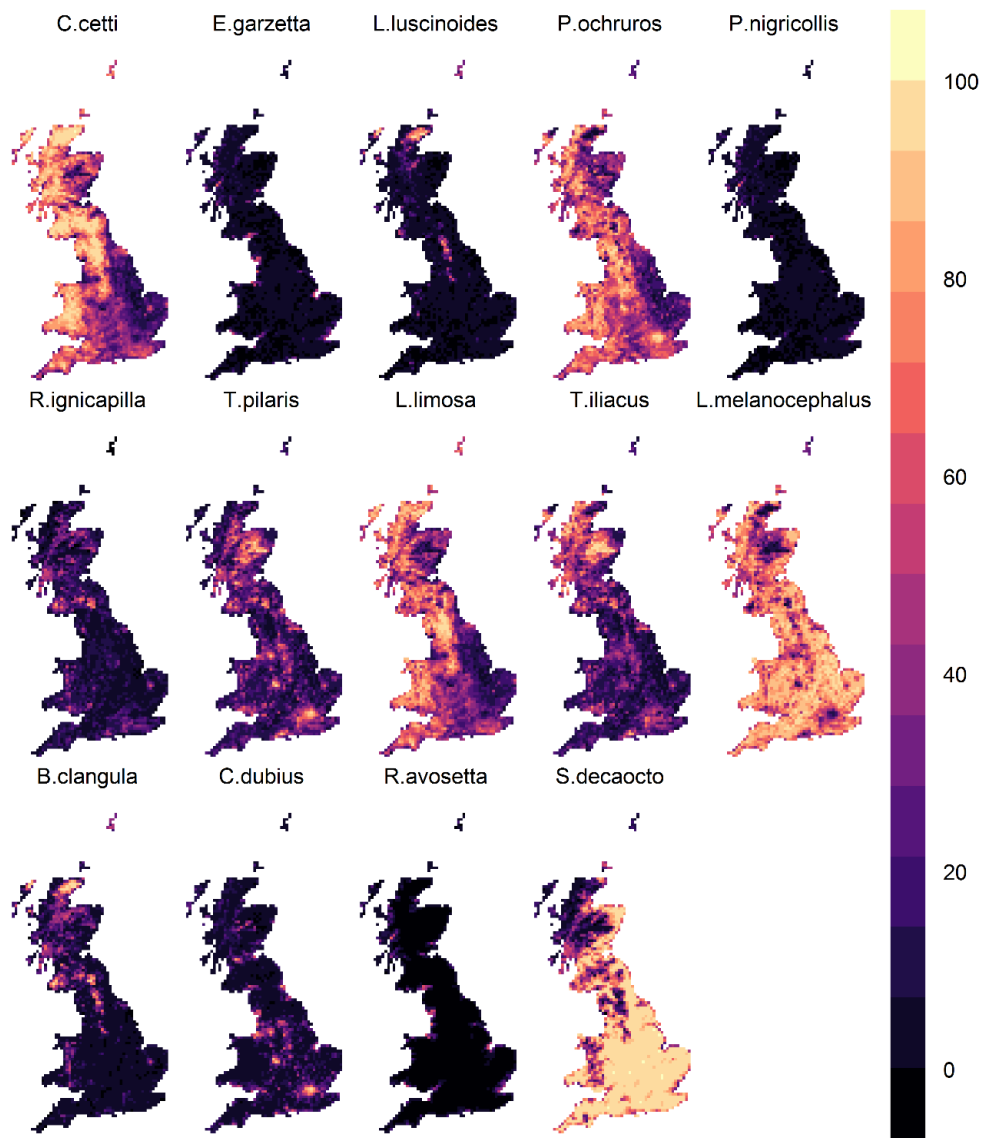 C.cetti E.garzetta L.luscinoides P.ochruros P.nigricollis
100
80
R.ignicapilla T.pilaris L.limosa T.iliacus L.melanocephalus
60
40
B.clangula C.dubius R.avosetta S.decaocto
20
0